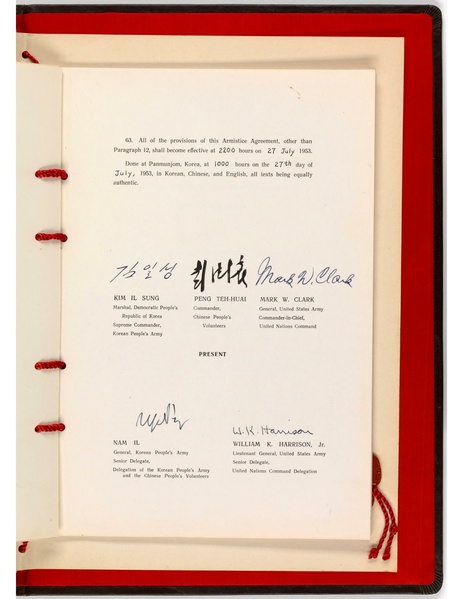 63. All of the provisions of this Armistice Agreement, other than
Paragraph 12, shall become effective at 2200 hours on 27 July 1953.
Done at Panmunjom, Korea, at 1000 hours on the 27th day of
July, 1953, in Korean, Chinese, and English, all texts being equally
authentic.
김일성 彭德懷 Mark W. Clark
KIM IL SUNG PENG TEH-HUAI MARK W. CLARK
Marshal, Democratic People's Commander, General, United States Army
Republic of Korea Chinese People's Commander-in-Chief,
Supreme Commander, Volunteers United Nations Command
Korean People's Army
PRESENT
W. K. Harrison
NAM IL WILLIAM K. HARRISON, Jr.
General, Korean People's Army Lieutenant General, United States Army
Senior Delegate, Senior Delegate,
Delegation of the Korean People's Army United Nations Command Delegation
and the Chinese People's Volunteers